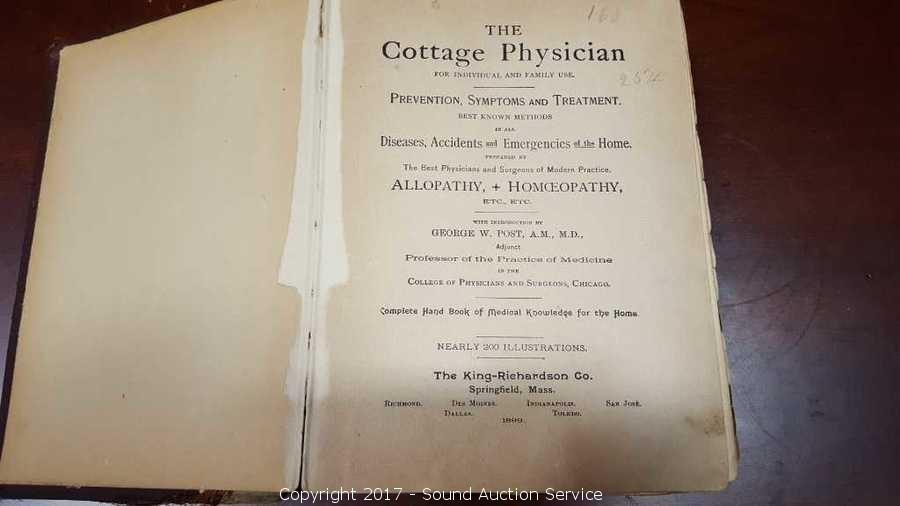 160
THE
Cottage Physician
FOR INDIVIDUAL AND FAMILY USE.
PREVENTION, SYMPTOMS AND TREATMENT.
BEST KNOWN METHODS
IN ALL
Diseases, Accidents and Emergencies of the Home.
PREPARED BY
The Best Physicians and Surgeons of Modern Practice.
ALLOPATHY, + HOMŒOPATHY,
ETC., ETC.
WITH INTRODUCTION BY
GEORGE W. POST, A.M., M.D.,
Adjunct
Professor of the Practice of Medicine
IN THE
COLLEGE OF PHYSICIANS AND SURGEONS, CHICAGO.
Complete Hand Book of Medical Knowledge for the Home.
NEARLY 200 ILLUSTRATIONS.
The King-Richardson Co.
Springfield, Mass.
RICHMOND. DES MOINES. INDIANAPOLIS. SAN JOSÉ.
DALLAS. TOLEDO.
1899.
Copyright 2017 - Sound Auction Service